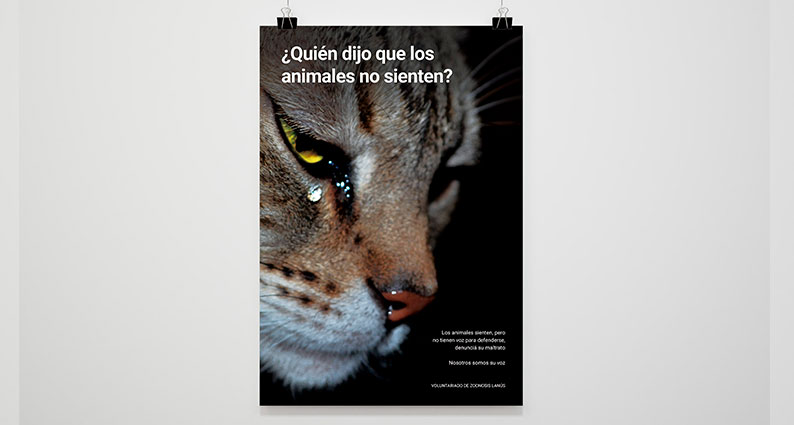 ¿Quién dijo que los
animales no sienten?
Los animales sienten, pero
no tienen voz para defenderse,
denunciá su maltrato
Nosotros somos su voz
VOLUNTARIADO DE ZOONOSIS LANÚS